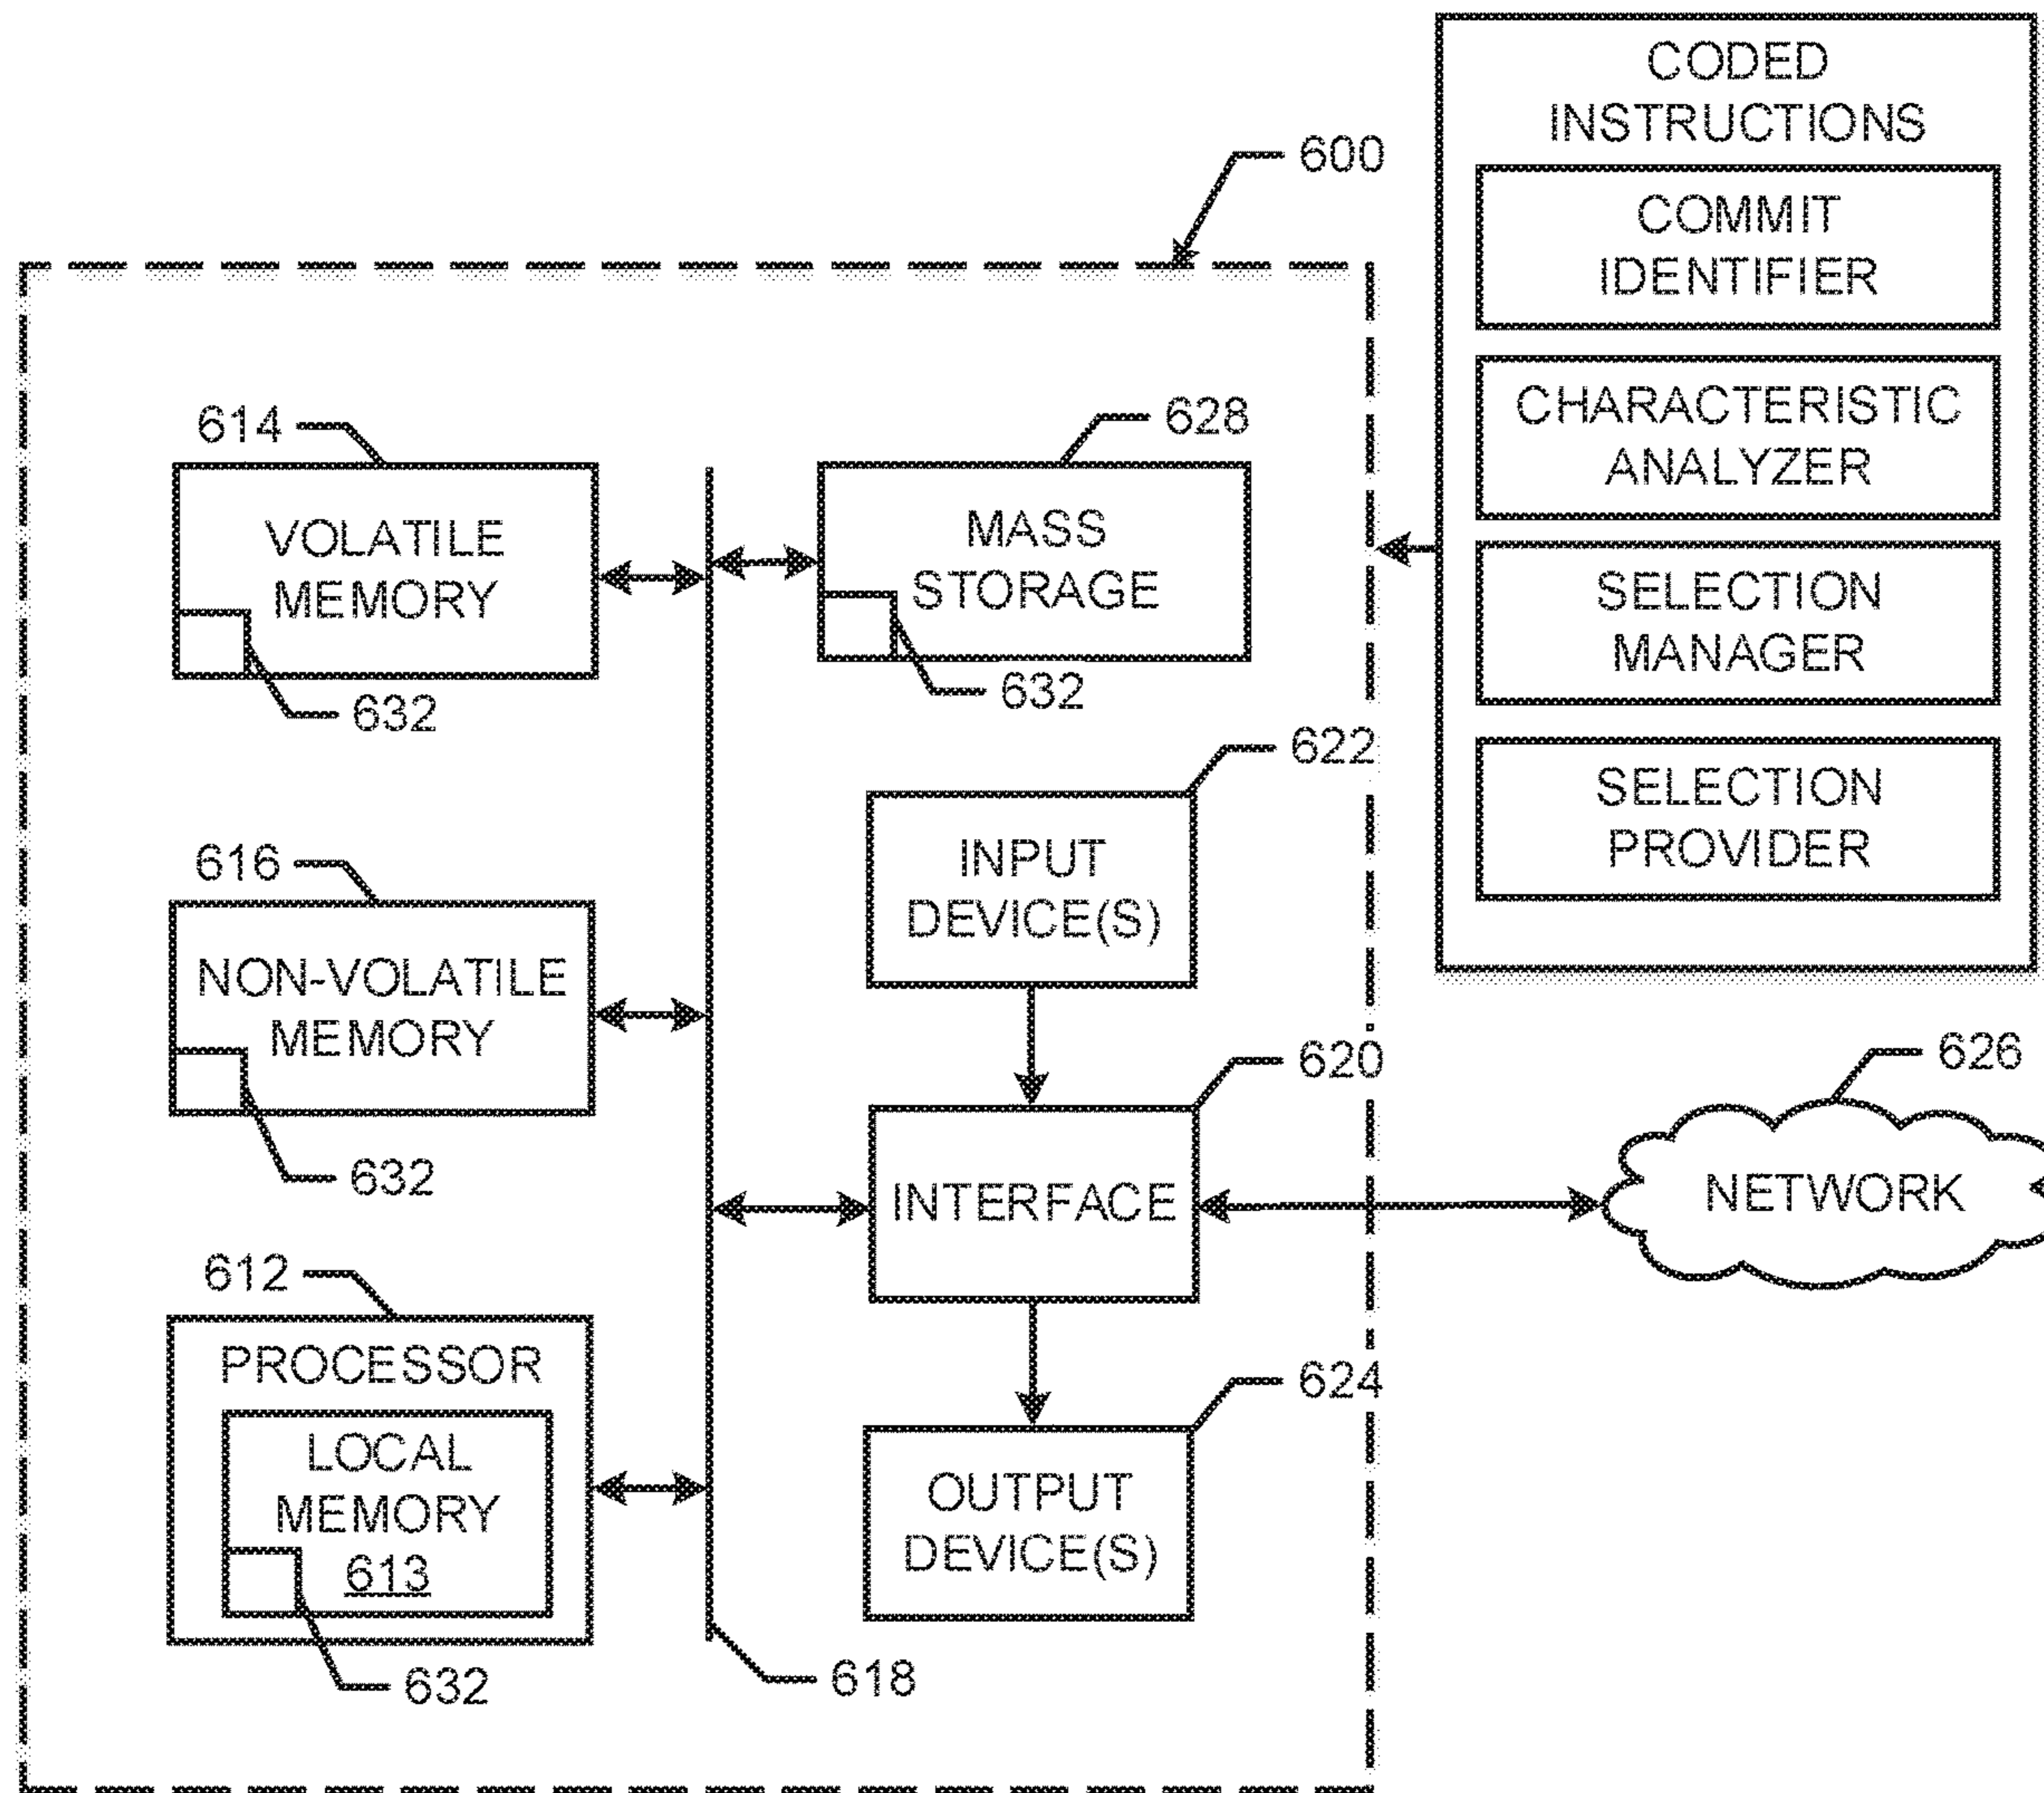 CODED
INSTRUCTIONS
COMMIT
IDENTIFIER
CHARACTERISTIC
ANALYZER
SELECTION
MANAGER
SELECTION
PROVIDER
600
614
VOLATILE
MEMORY
632
628
MASS
STORAGE
632
622
INPUT
DEVICE(S)
616
NON-VOLATILE
MEMORY
632
620
INTERFACE
626
NETWORK
612
PROCESSOR
LOCAL
MEMORY
613
632
624
OUTPUT
DEVICE(S)
618